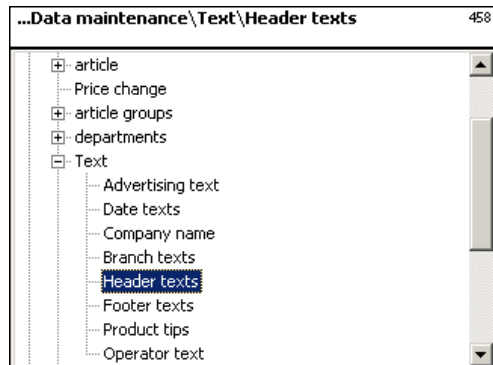 ...Data maintenance\Text\Header texts 458
article
Price change
article groups
departments
Text
Advertising text
Date texts
Company name
Branch texts
Header texts
Footer texts
Product tips
Operator text